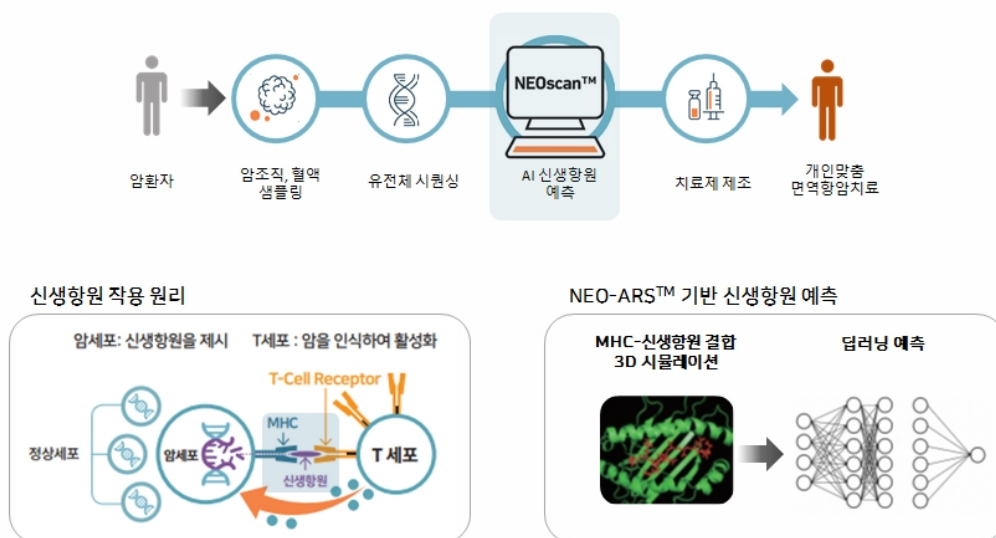 NEOscan™
암환자
암조직, 혈액
샘플링
유전체 시퀀싱
AI 신생항원
예측
치료제 제조
개인맞춤
면역항암치료
신생항원 작용 원리
암세포: 신생항원을 제시
T세포 : 암을 인식하여 활성화
T-Cell Receptor
MHC
정상세포
암세포
신생항원
T 세포
NEO-ARS™ 기반 신생항원 예측
MHC-신생항원 결합
3D 시뮬레이션
딥러닝 예측